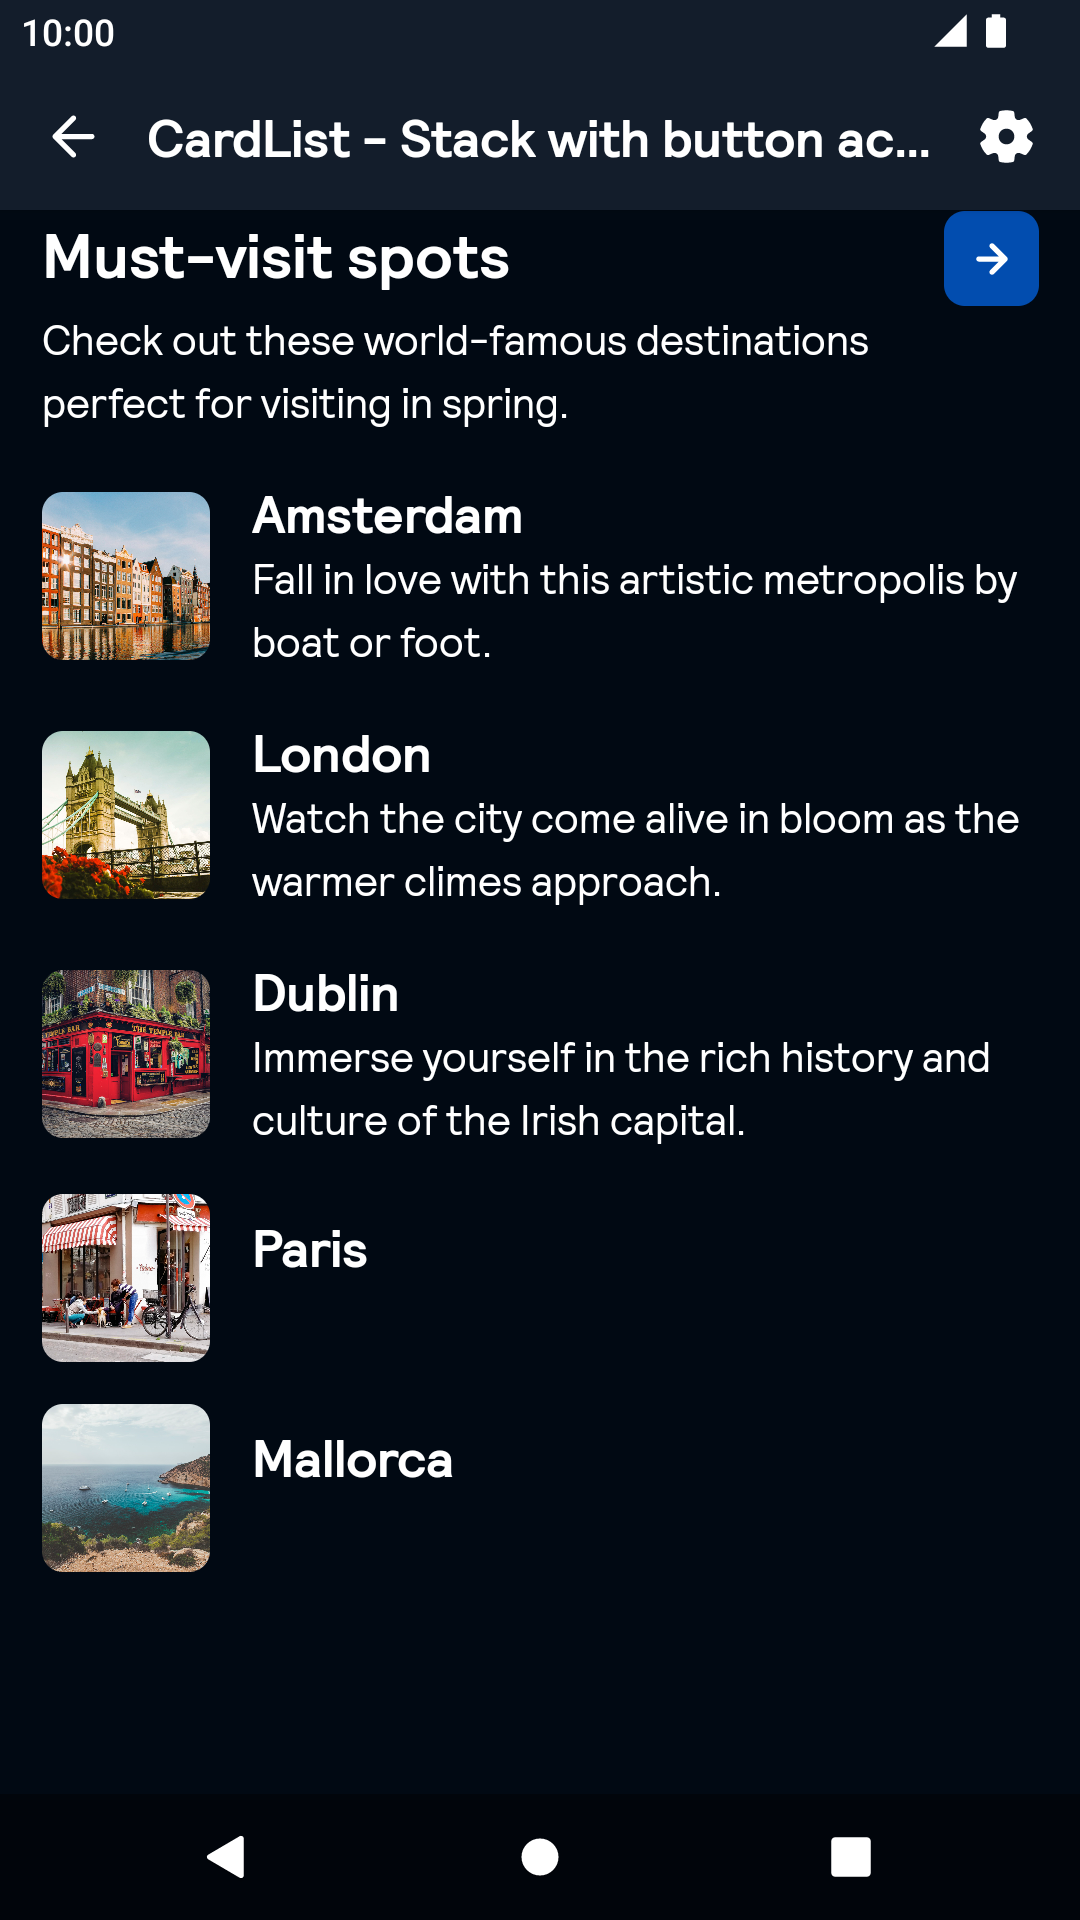 10:00
CardList - Stack with button ac...
Must-visit spots
Check out these world-famous destinations
perfect for visiting in spring.
Amsterdam
Fall in love with this artistic metropolis by
boat or foot.
London
Watch the city come alive in bloom as the
warmer climes approach.
Dublin
Immerse yourself in the rich history and
culture of the Irish capital.
THE TEMPLE BAR
Paris
Mallorca